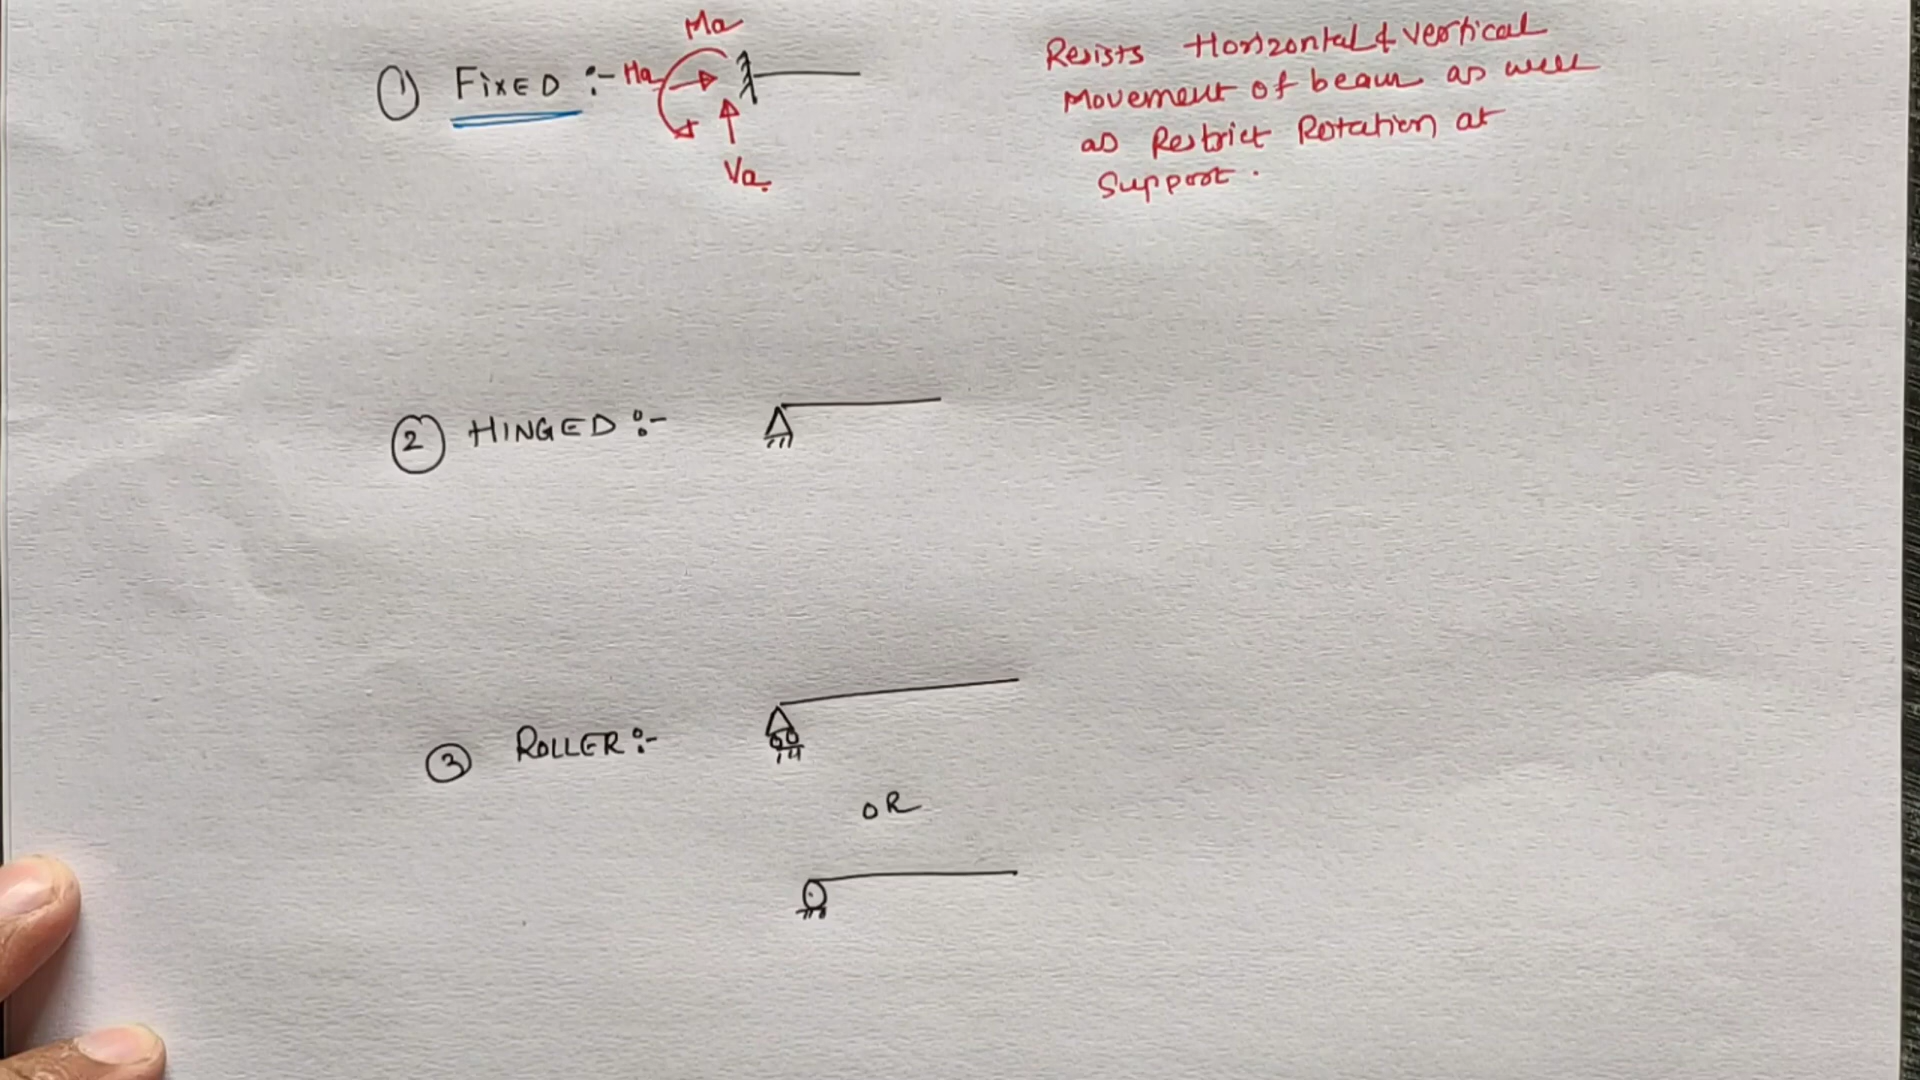 Ma
① FIXED :- Ha
Va.
Resists Horizontal & vertical
Movement of beam as well
as Restrict Rotation at
Support.
② HINGED :-
③ ROLLER :-
OR